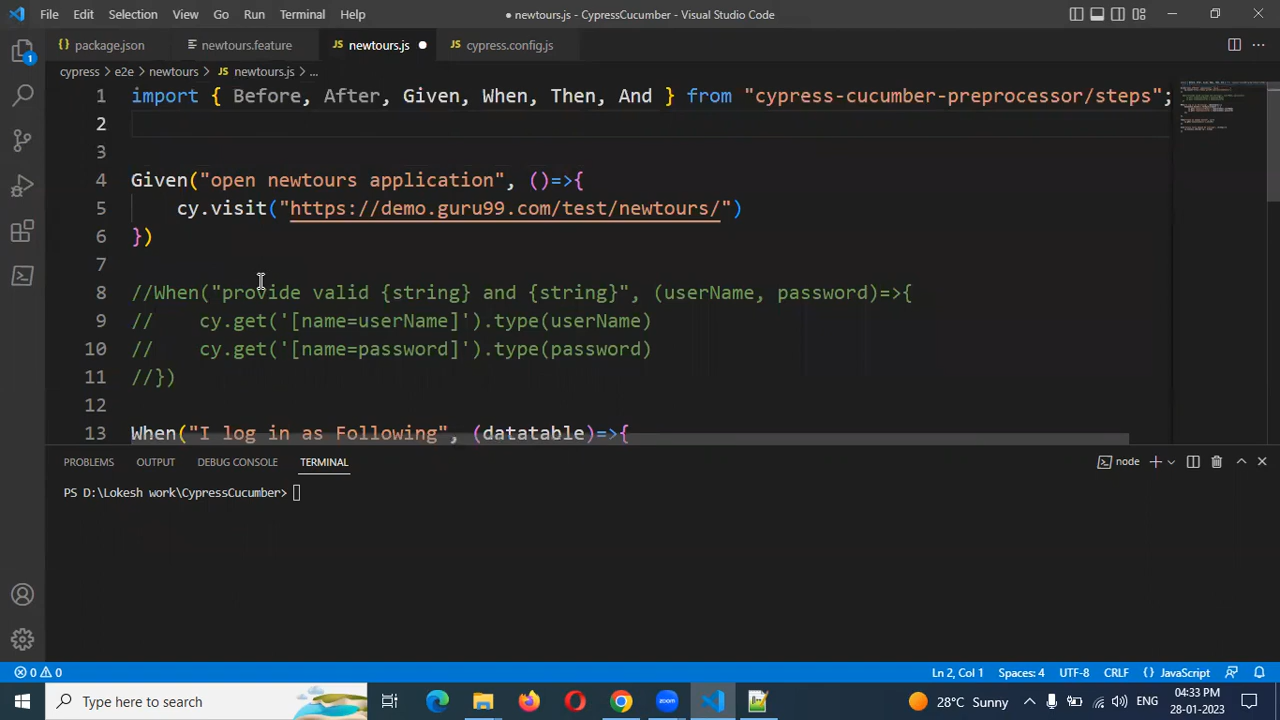 File Edit Selection View Go Run Terminal Help ● newtours.js - CypressCucumber - Visual Studio Code
{} package.json newtours.feature JS newtours.js ● JS cypress.config.js
cypress > e2e > newtours > JS newtours.js > ...
1 import { Before, After, Given, When, Then, And } from "cypress-cucumber-preprocessor/steps";
2
3
4 Given("open newtours application", ()=>{
5 cy.visit("https://demo.guru99.com/test/newtours/")
6 })
7
8 //When("provide valid {string} and {string}", (userName, password)=>{
9 // cy.get('[name=userName]').type(userName)
10 // cy.get('[name=password]').type(password)
11 //})
12
13 When("I log in as Following", (datatable)=>{
PROBLEMS OUTPUT DEBUG CONSOLE TERMINAL node
PS D:\Lokesh work\CypressCucumber>
1
0 0 Ln 2, Col 1 Spaces: 4 UTF-8 CRLF {} JavaScript
Type here to search zoom 28°C Sunny ENG 04:33 PM
28-01-2023